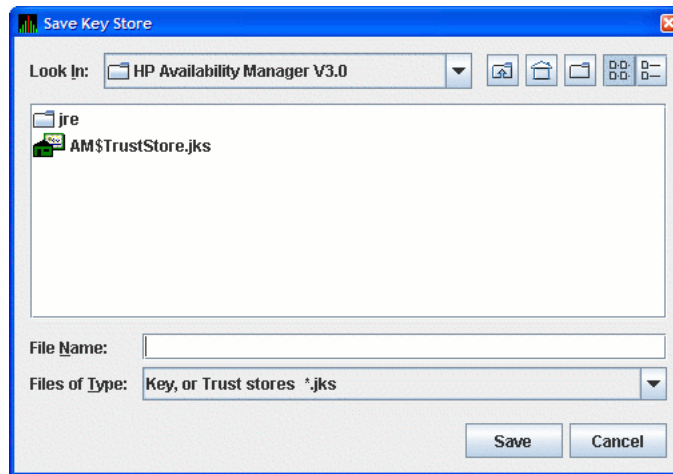 Save Key Store
Look In: HP Availability Manager V3.0
jre
AM$TrustStore.jks
File Name:
Files of Type: Key, or Trust stores *.jks
Save Cancel